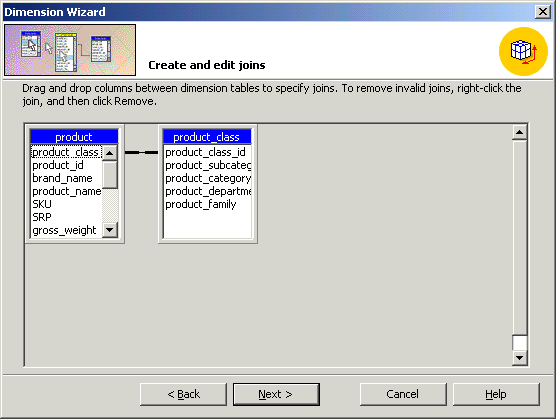 Dimension Wizard
Create and edit joins
Drag and drop columns between dimension tables to specify joins. To remove invalid joins, right-click the
join, and then click Remove.
product
product_class
product_id
brand_name
product_name
SKU
SRP
gross_weight
product_class
product_class_id
product_subcateg
product_category
product_departme
product_family
< Back
Next >
Cancel
Help